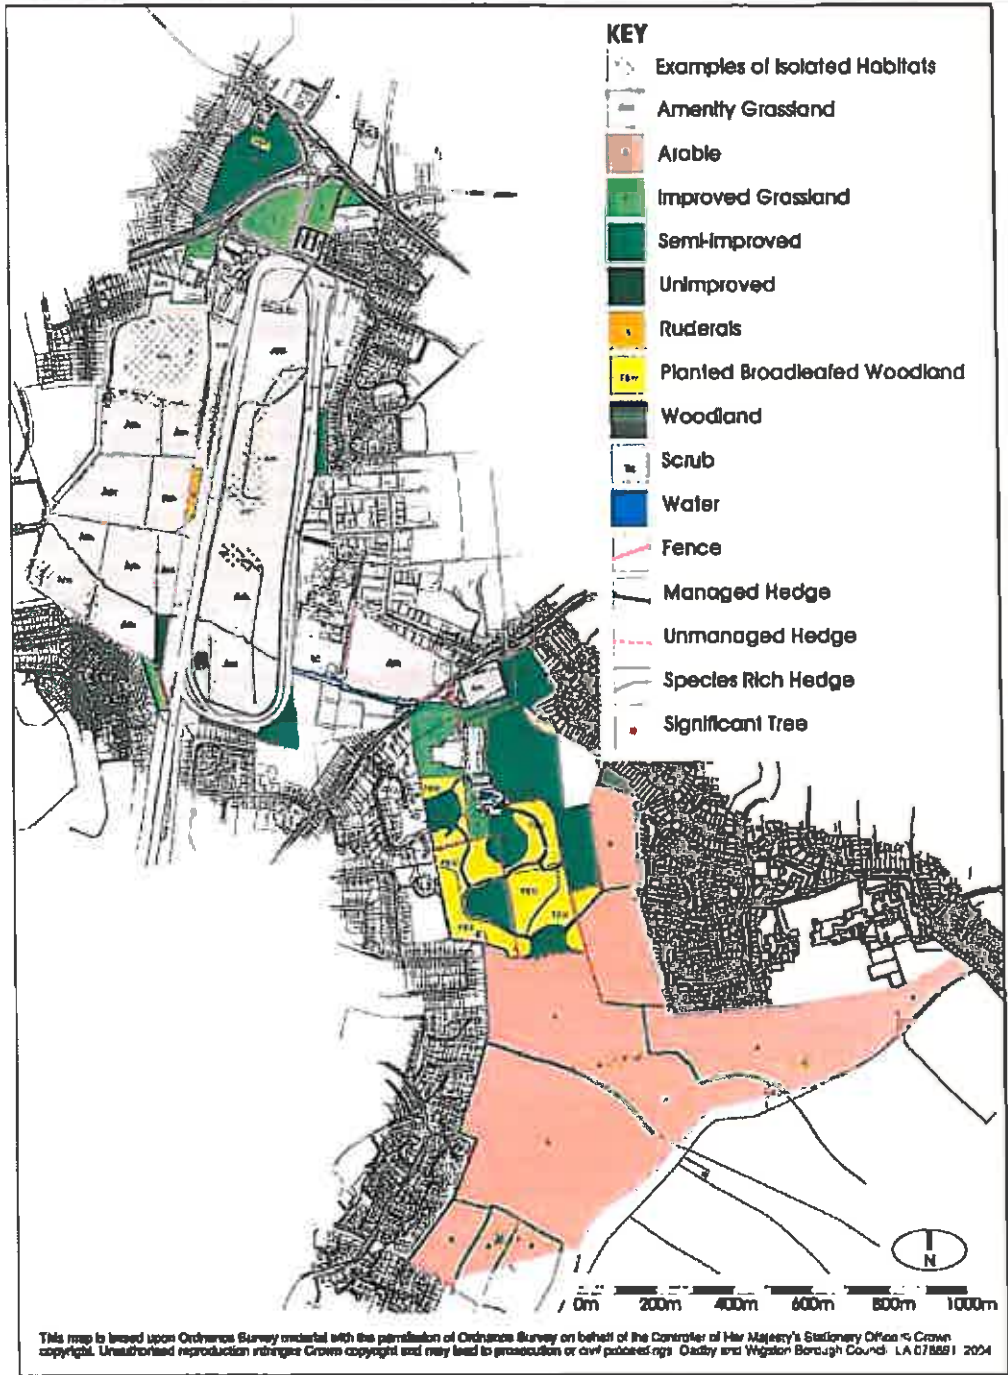 KEY
Examples of Isolated Habitats
Amenity Grassland
Arable
Improved Grassland
Semi-improved
Unimproved
Ruderals
Planted Broadleafed Woodland
Woodland
Scrub
Water
Fence
Managed Hedge
Unmanaged Hedge
Species Rich Hedge
Significant Tree
N
0m 200m 400m 600m 800m 1000m
This map is based upon Ordnance Survey material with the permission of Ordnance Survey on behalf of the Controller of Her Majesty's Stationery Office © Crown
copyright. Unauthorised reproduction infringes Crown copyright and may lead to prosecution or civil proceedings Oadby and Wigston Borough Council LA 078691 2004